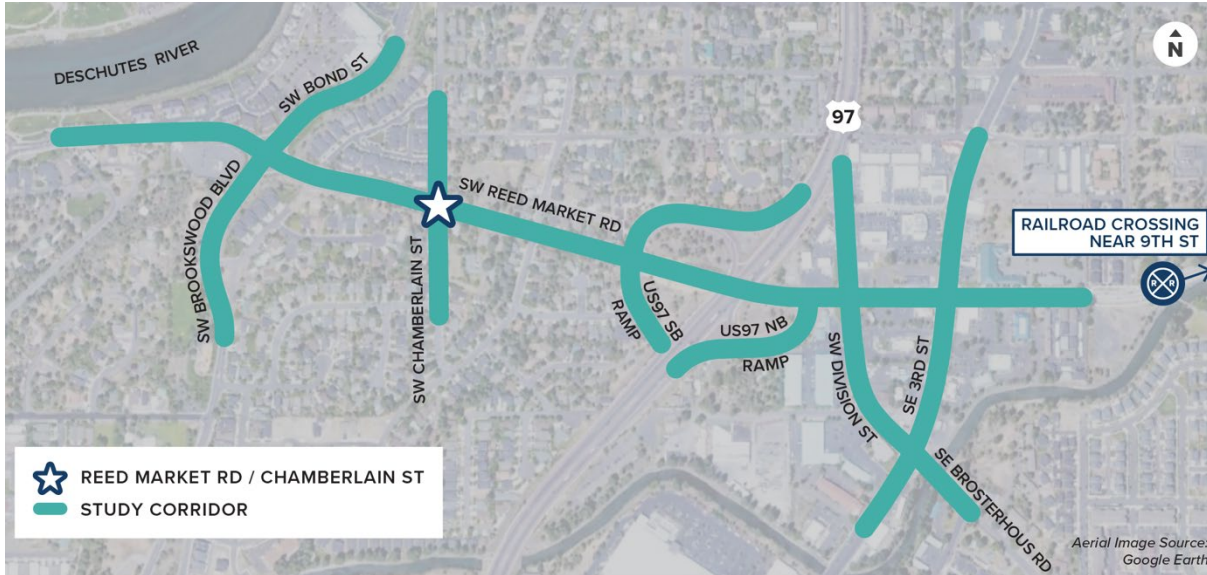 DESCHUTES RIVER
SW BOND ST
N
97
SW BROOKSWOOD BLVD
SW REED MARKET RD
RAILROAD CROSSING
NEAR 9TH ST
R R
SW CHAMBERLAIN ST
US97 SB
RAMP
US97 NB
RAMP
SW DIVISION ST
SE 3RD ST
SE BROSTERHOUS RD
REED MARKET RD / CHAMBERLAIN ST
STUDY CORRIDOR
Aerial Image Source:
Google Earth